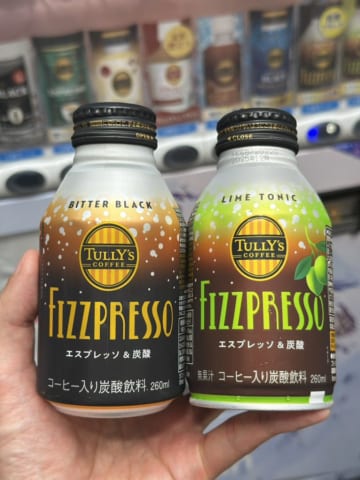 OPEN
BITTER BLACK
TULLY'S
COFFEE
FIZZPRESSO
エスプレッソ & 炭酸
コーヒー入り炭酸飲料 260ml
CLOSE
LIME TONIC
TULLY'S
COFFEE
FIZZPRESSO
エスプレッソ & 炭酸
無果汁 コーヒー入り炭酸飲料 260ml